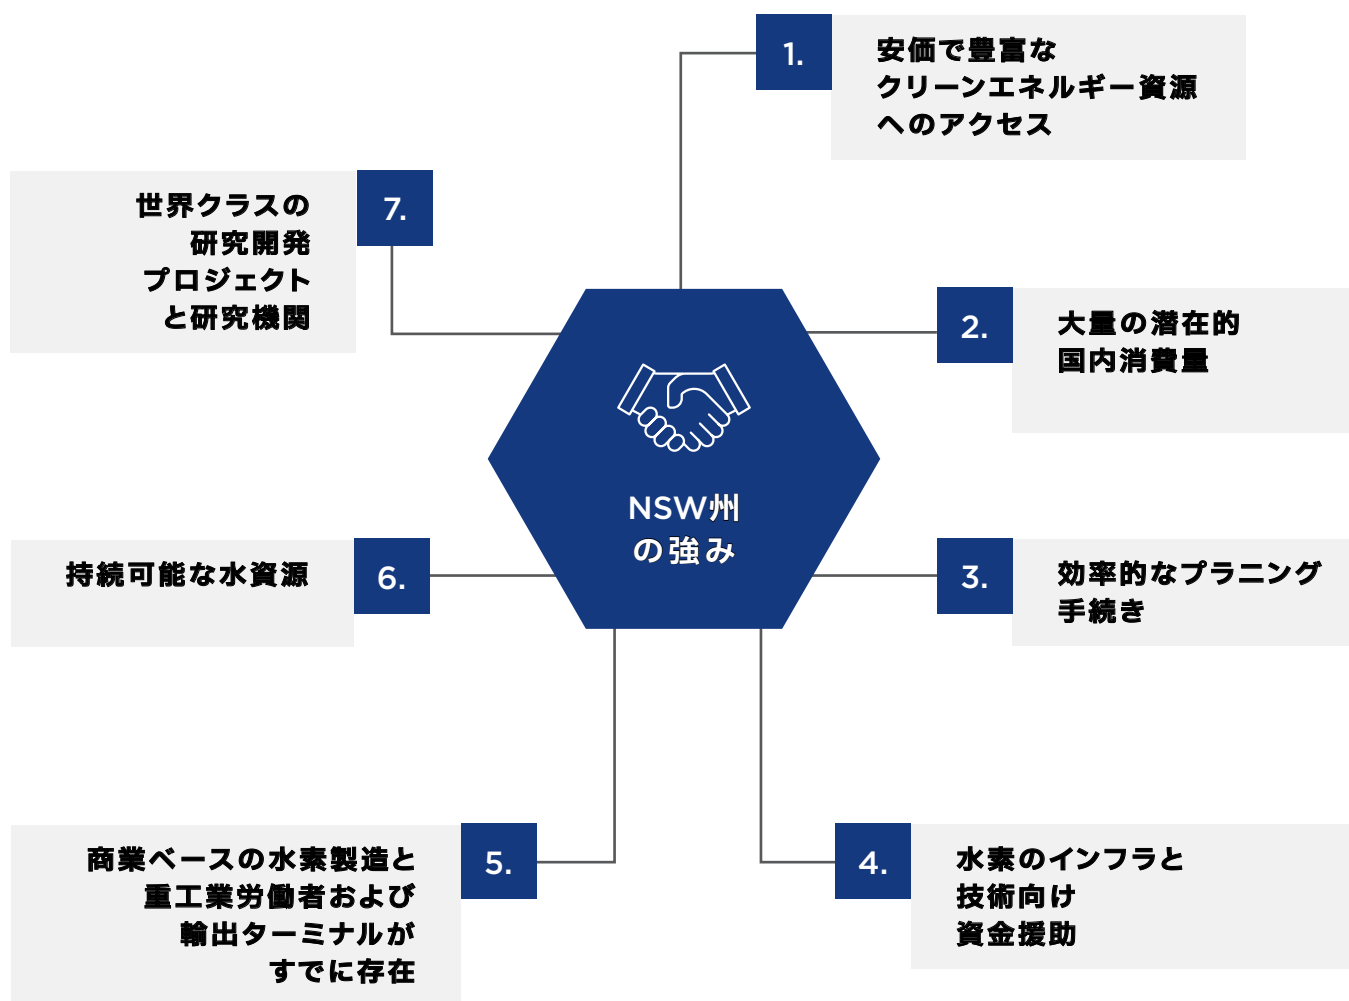 1.
安価で豊富な
クリーンエネルギー資源
へのアクセス
7.
世界クラスの
研究開発
プロジェクト
と研究機関
2.
大量の潜在的
国内消費量
NSW州
の強み
6.
持続可能な水資源
3.
効率的なプラニング
手続き
5.
商業ベースの水素製造と
重工業労働者および
輸出ターミナルが
すでに存在
4.
水素のインフラと
技術向け
資金援助